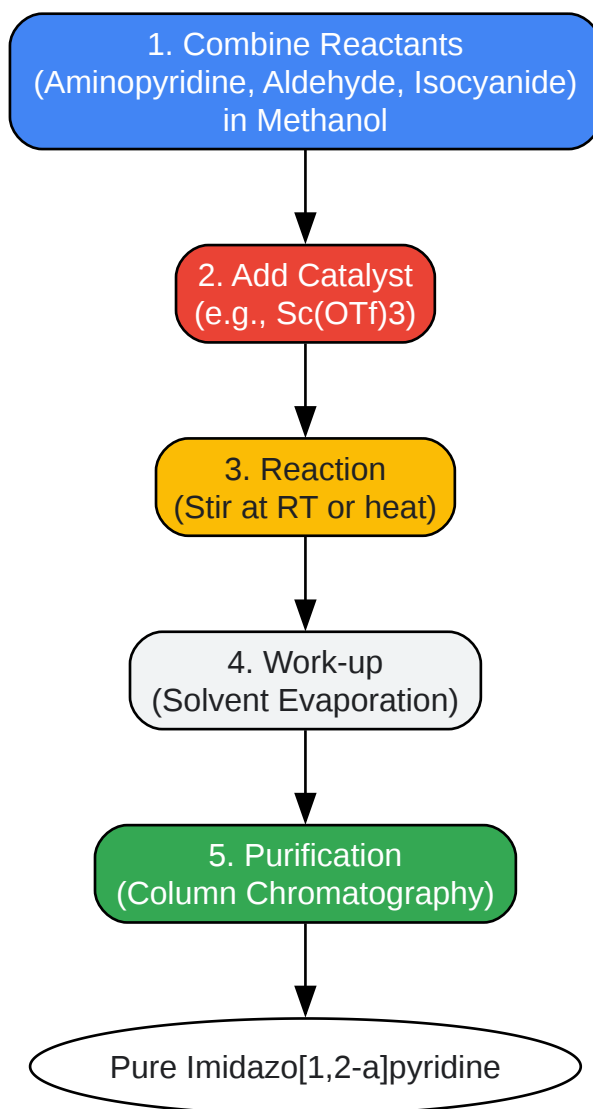 1. Combine Reactants
(Aminopyridine, Aldehyde, Isocyanide)
in Methanol
2. Add Catalyst
(e.g., Sc(OTf)3)
3. Reaction
(Stir at RT or heat)
4. Work-up
(Solvent Evaporation)
5. Purification
(Column Chromatography)
Pure Imidazo[1,2-a]pyridine